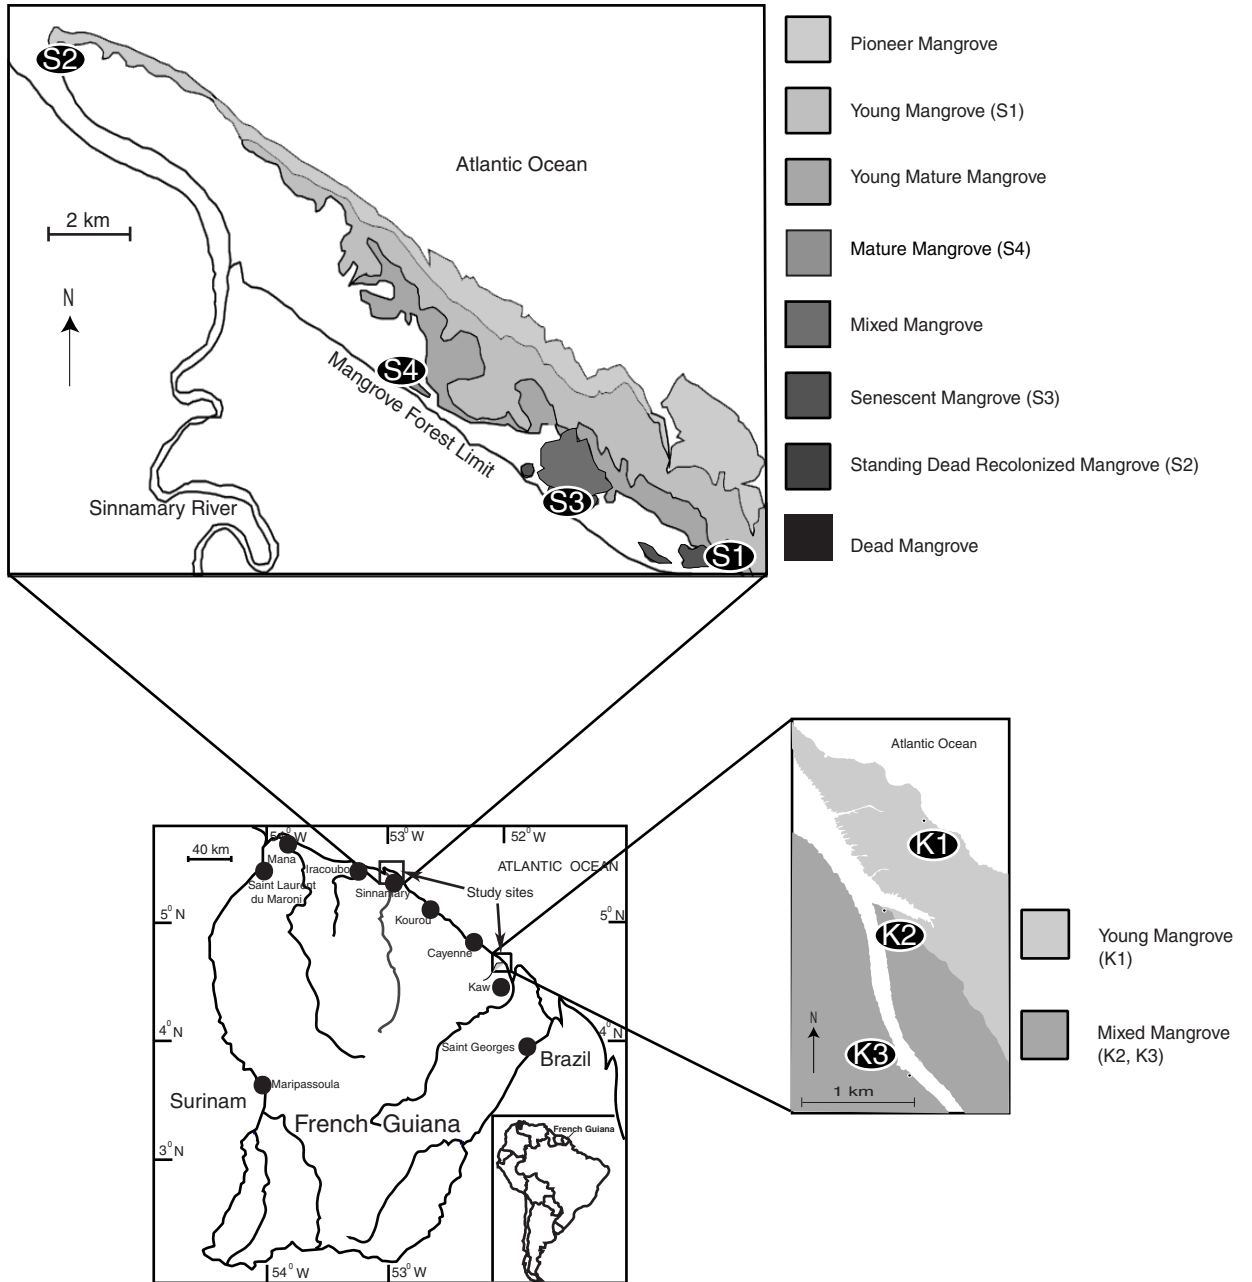 S2
Atlantic Ocean
2 km
N
S4
Mangrove Forest Limit
S3
Sinnamary River
S1
Pioneer Mangrove
Young Mangrove (S1)
Young Mature Mangrove
Mature Mangrove (S4)
Mixed Mangrove
Senescent Mangrove (S3)
Standing Dead Recolonized Mangrove (S2)
Dead Mangrove
Atlantic Ocean
K1
K2
K3
N
1 km
Young Mangrove
(K1)
Mixed Mangrove
(K2, K3)
54° W
53° W
52° W
40 km
Mana
Iracoubo
ATLANTIC OCEAN
Saint Laurent
du Maroni
Sinnamary
Study sites
5° N
5° N
Kourou
Cayenne
Kaw
4° N
4° N
Saint Georges
Brazil
Maripassoula
Surinam
French Guiana
French Guiana
3° N
54° W
53° W